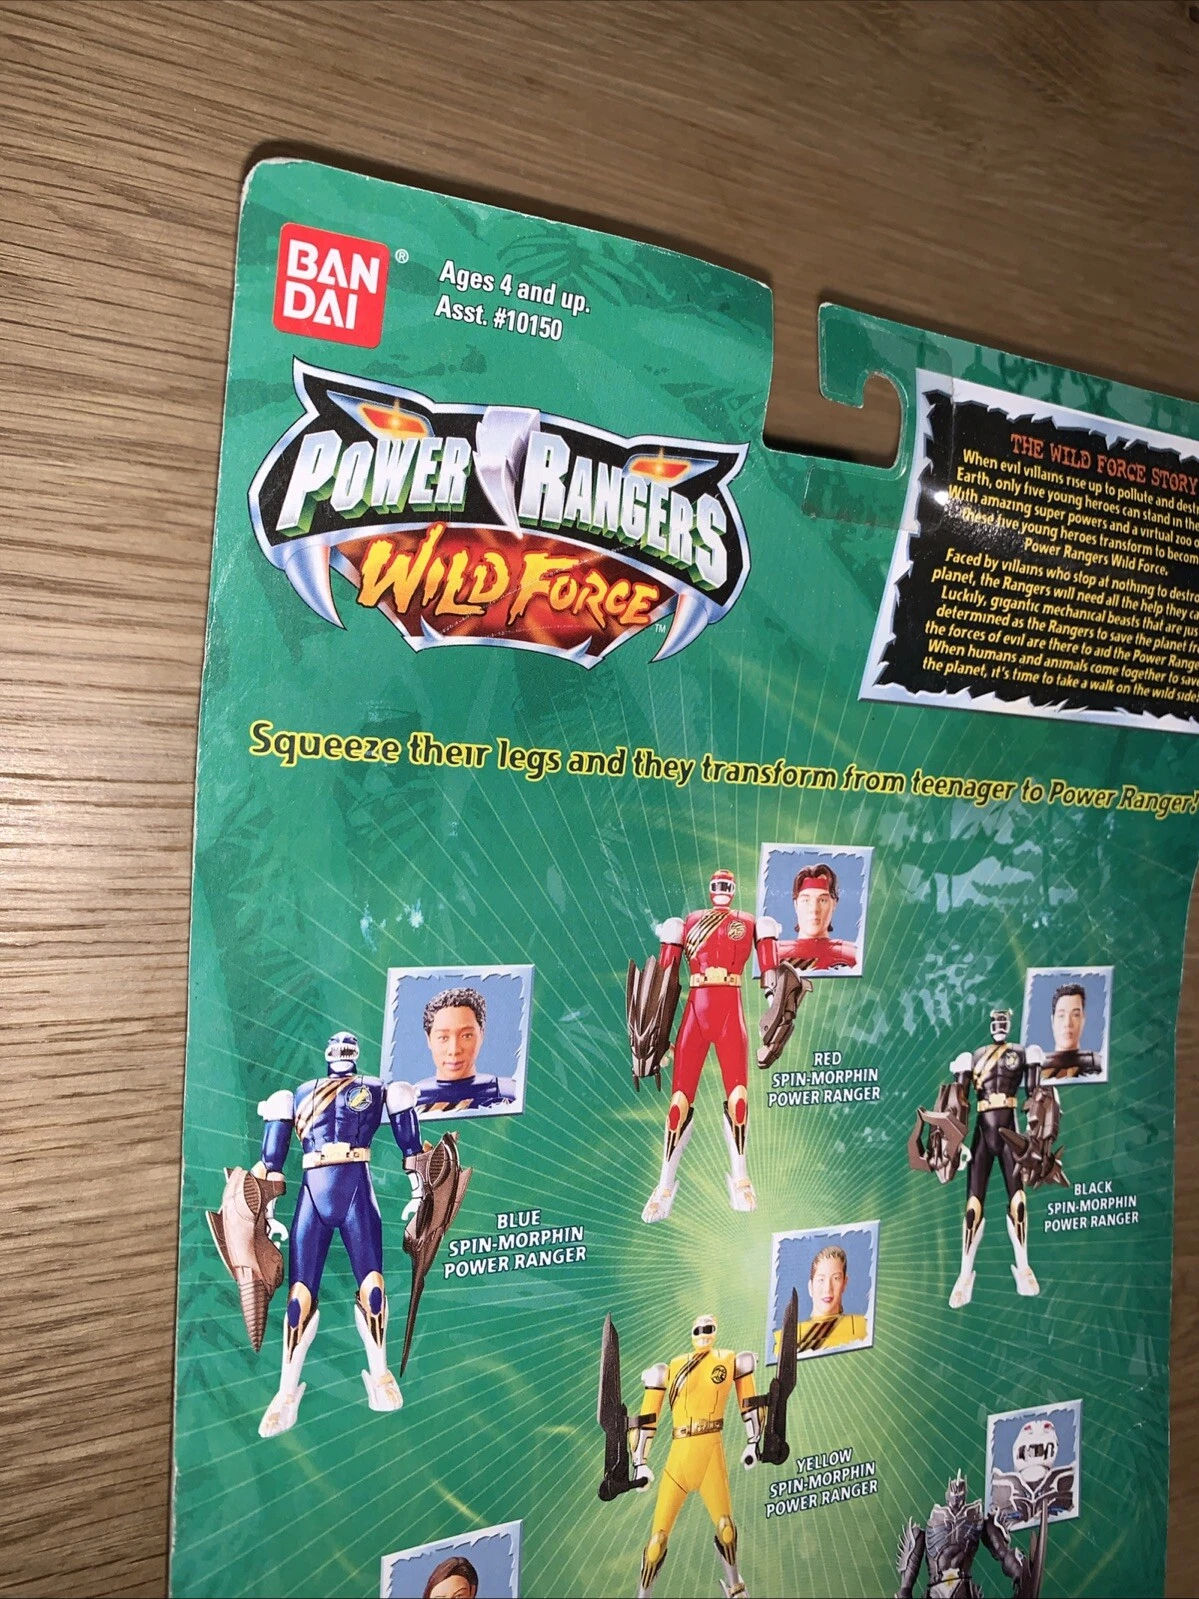 BAN
DAI®
Ages 4 and up.
Asst. #10150
POWER RANGERS
WILD FORCE™
THE WILD FORCE STORY
When evil villains rise up to pollute and
Earth, only five young heroes can stand in
With amazing super powers and a virtual zoo
these five young heroes transform to
Power Rangers Wild Force.
Faced by villains who stop at nothing to
planet, the Rangers will need all the help they
Luckily, gigantic mechanical beasts that are
determined as the Rangers to save the planet
the forces of evil are there to aid the Power
When humans and animals come together to
the planet, it's time to take a walk on the wild
Squeeze their legs and they transform from teenager to Power Ranger!
RED
SPIN-MORPHIN
POWER RANGER
BLACK
SPIN-MORPHIN
POWER RANGER
BLUE
SPIN-MORPHIN
POWER RANGER
YELLOW
SPIN-MORPHIN
POWER RANGER